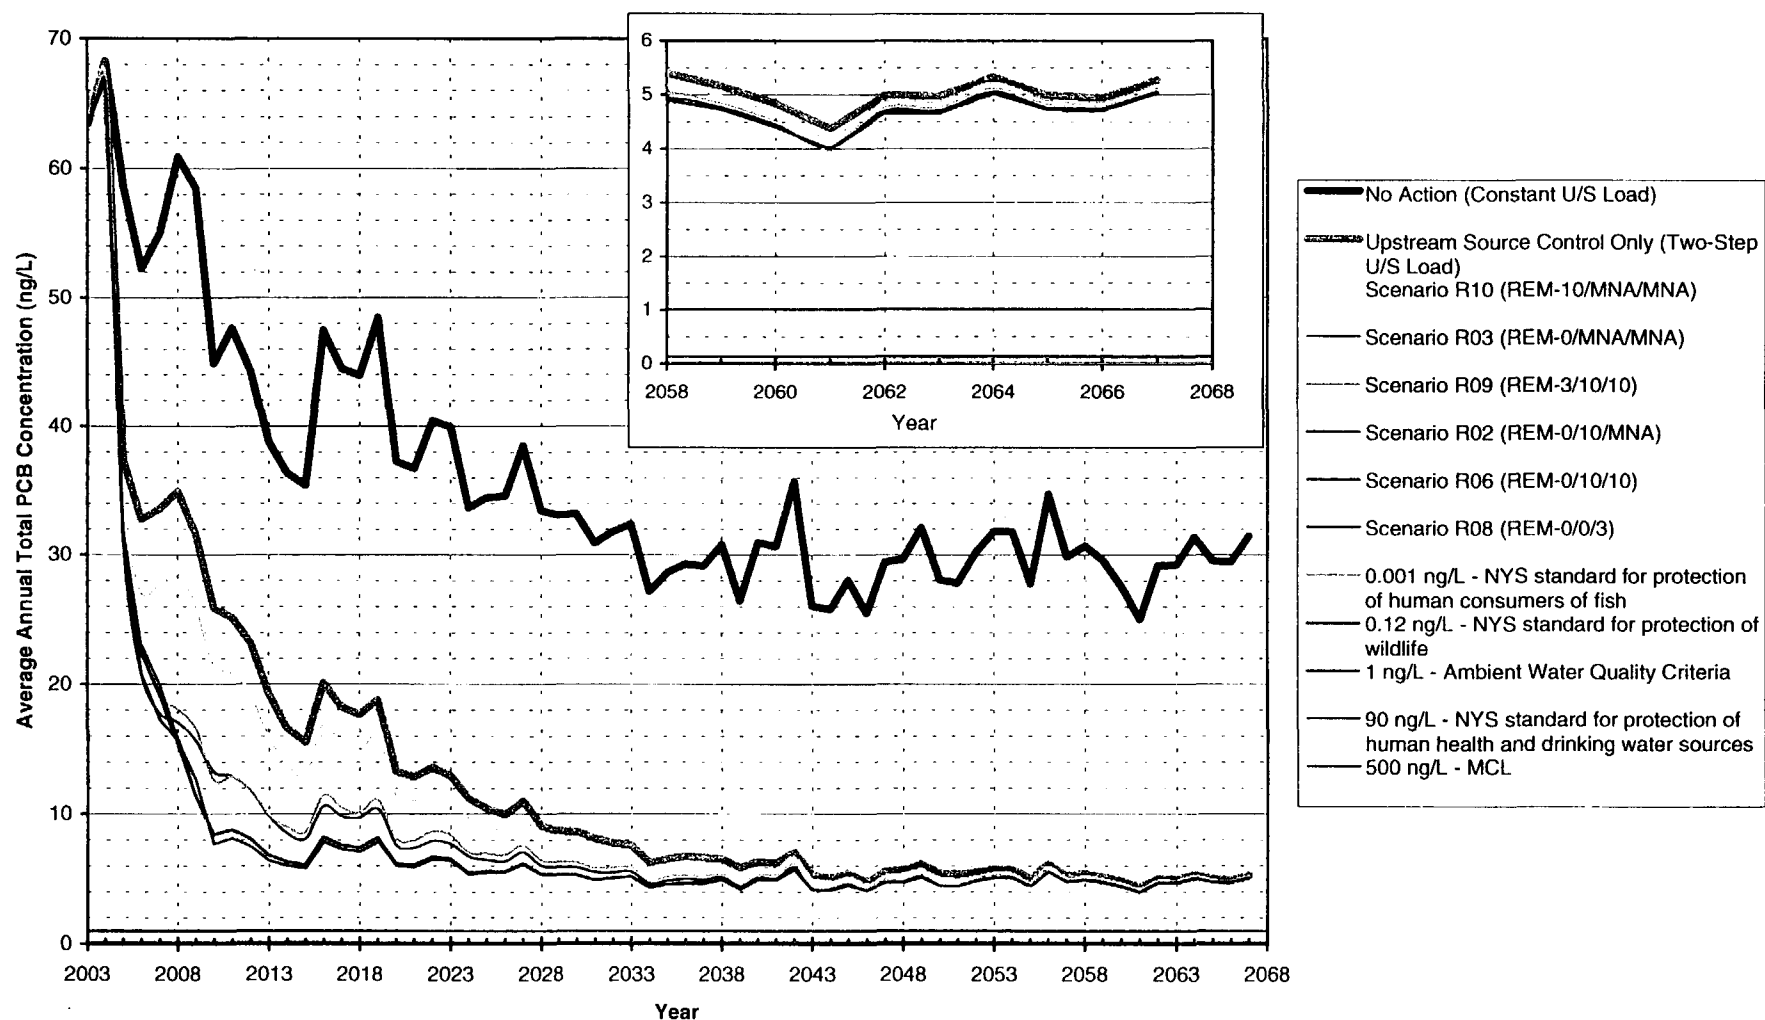 Average Annual Total PCB Concentration (ng/L)
70
60
50
40
30
20
10
0
2003 2008 2013 2018 2023 2028 2033 2038 2043 2048 2053 2058 2063 2068
Year
6
5
4
3
2
1
0
2058 2060 2062 2064 2066 2068
Year
No Action (Constant U/S Load)
Upstream Source Control Only (Two-Step
U/S Load)
Scenario R10 (REM-10/MNA/MNA)
Scenario R03 (REM-0/MNA/MNA)
Scenario R09 (REM-3/10/10)
Scenario R02 (REM-0/10/MNA)
Scenario R06 (REM-0/10/10)
Scenario R08 (REM-0/0/3)
0.001 ng/L - NYS standard for protection
of human consumers of fish
0.12 ng/L - NYS standard for protection of
wildlife
1 ng/L - Ambient Water Quality Criteria
90 ng/L - NYS standard for protection of
human health and drinking water sources
500 ng/L - MCL